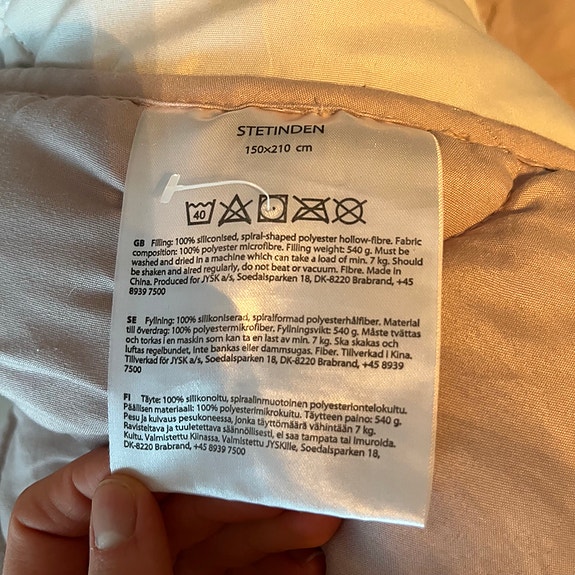 STETINDEN
150x210 cm
40
GB Filling: 100% siliconised, spiral-shaped polyester hollow-fibre. Fabric
composition: 100% polyester microfibre. Filling weight: 540 g. Must be
washed and dried in a machine which can take a load of min. 7 kg. Should
be shaken and aired regularly, do not beat or vacuum. Fibre. Made in
China. Produced for JYSK a/s, Soedalsparken 18, DK-8220 Brabrand, +45
8939 7500
SE Fyllning: 100% silikoniserad, spiralformad polyesterhålfiber. Material
till överdrag: 100% polyestermikrofiber. Fyllningsvikt: 540 g. Måste tvättas
och torkas i en maskin som kan ta en last av min. 7 kg. Ska skakas och
luftas regelbundet, inte bankas eller dammsugas. Fiber. Tillverkad i Kina.
Tillverkad för JYSK a/s, Soedalsparken 18, DK-8220 Brabrand, +45 8939
7500
FI Täyte: 100% silikonoitu, spiraalinmuotoinen polyesteriontelokuitu.
Päällisen materiaali: 100% polyesterimikrokuitu. Täytteen paino: 540 g.
Pesu ja kuivaus pesukoneessa, jonka täyttömäärä vähintään 7 kg.
Ravisteltava ja tuuletettava säännöllisesti, ei saa tampata tai imuroida.
Kuitu. Valmistettu Kiinassa. Valmistettu JYSKille, Soedalsparken 18,
DK-8220 Brabrand, +45 8939 7500